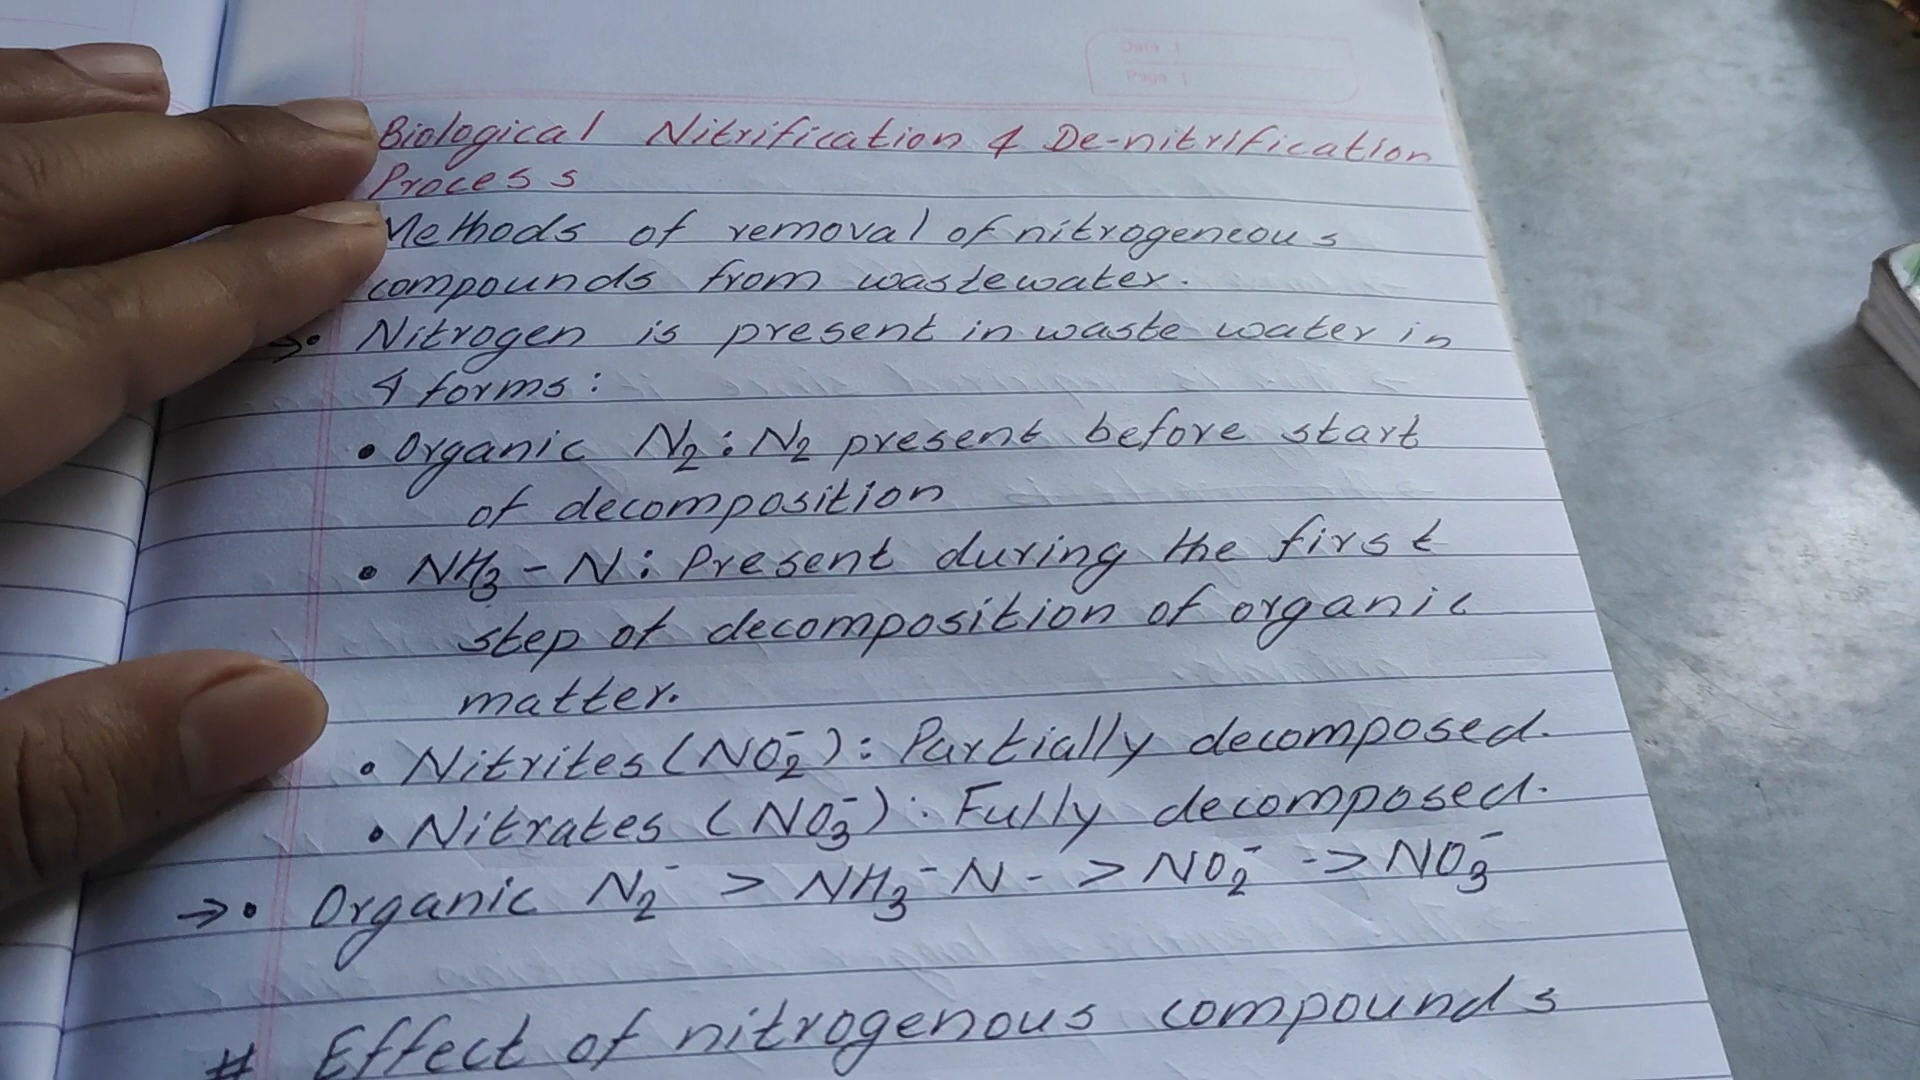 Date :
Page :
Biological Nitrification & De-nitrification
Process
Methods of removal of nitrogeneous
compounds from wastewater.
→• Nitrogen is present in waste water in
4 forms:
• Organic N₂ : N₂ present before start
of decomposition
• NH₃ - N : Present during the first
step of decomposition of organic
matter.
• Nitrites (NO₂⁻) : Partially decomposed.
• Nitrates (NO₃⁻) : Fully decomposed.
→• Organic N₂⁻ > NH₃⁻N - > NO₂⁻ -> NO₃⁻
# Effect of nitrogenous compounds